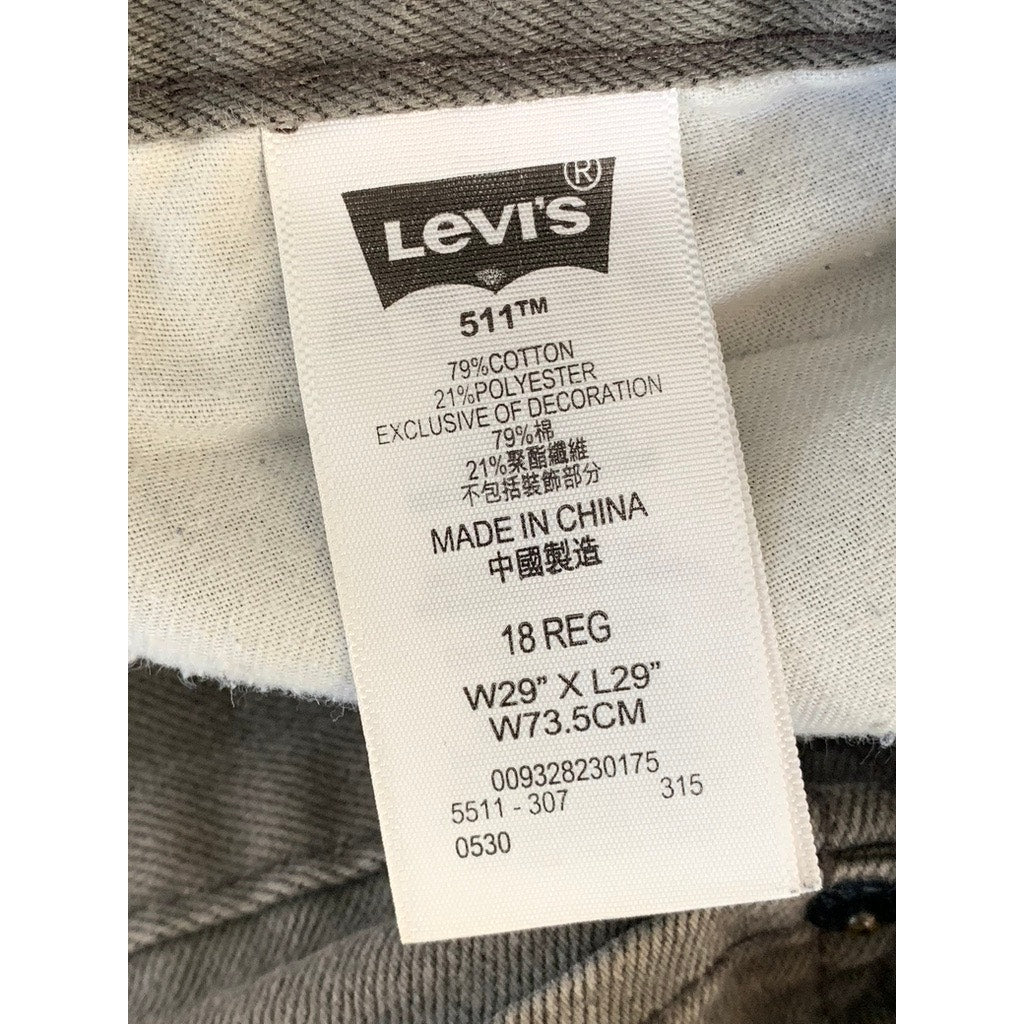 LEVI'S®
511™
79%COTTON
21%POLYESTER
EXCLUSIVE OF DECORATION
79%棉
21%聚酯纖維
不包括裝飾部分
MADE IN CHINA
中國製造
18 REG
W29” X L29”
W73.5CM
009328230175
5511 - 307 315
0530